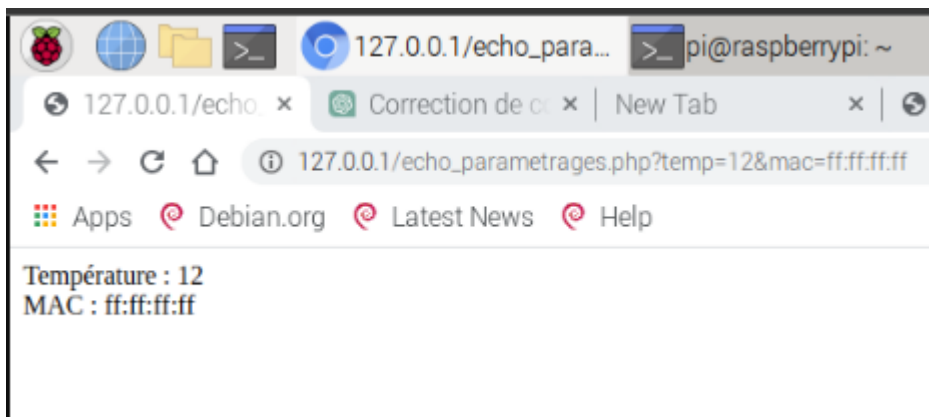 127.0.0.1/echo_para... pi@raspberrypi: ~
127.0.0.1/echo Correction de c New Tab
127.0.0.1/echo_parametrages.php?temp=12&mac=ff:ff:ff:ff
Apps Debian.org Latest News Help
Température : 12
MAC : ff:ff:ff:ff